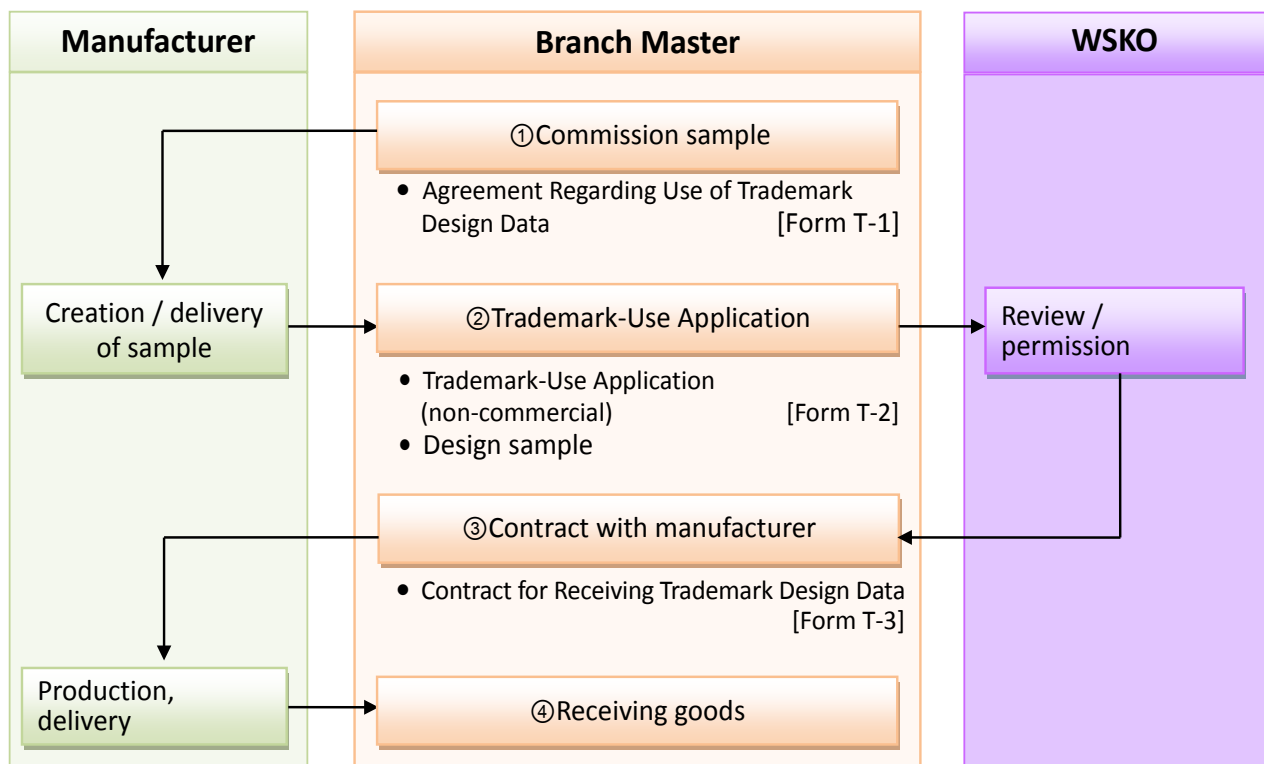 Manufacturer
Branch Master
WSKO
①Commission sample
• Agreement Regarding Use of Trademark
Design Data [Form T-1]
Creation / delivery
of sample
②Trademark-Use Application
Review /
permission
• Trademark-Use Application
(non-commercial) [Form T-2]
• Design sample
③Contract with manufacturer
• Contract for Receiving Trademark Design Data
[Form T-3]
Production,
delivery
④Receiving goods